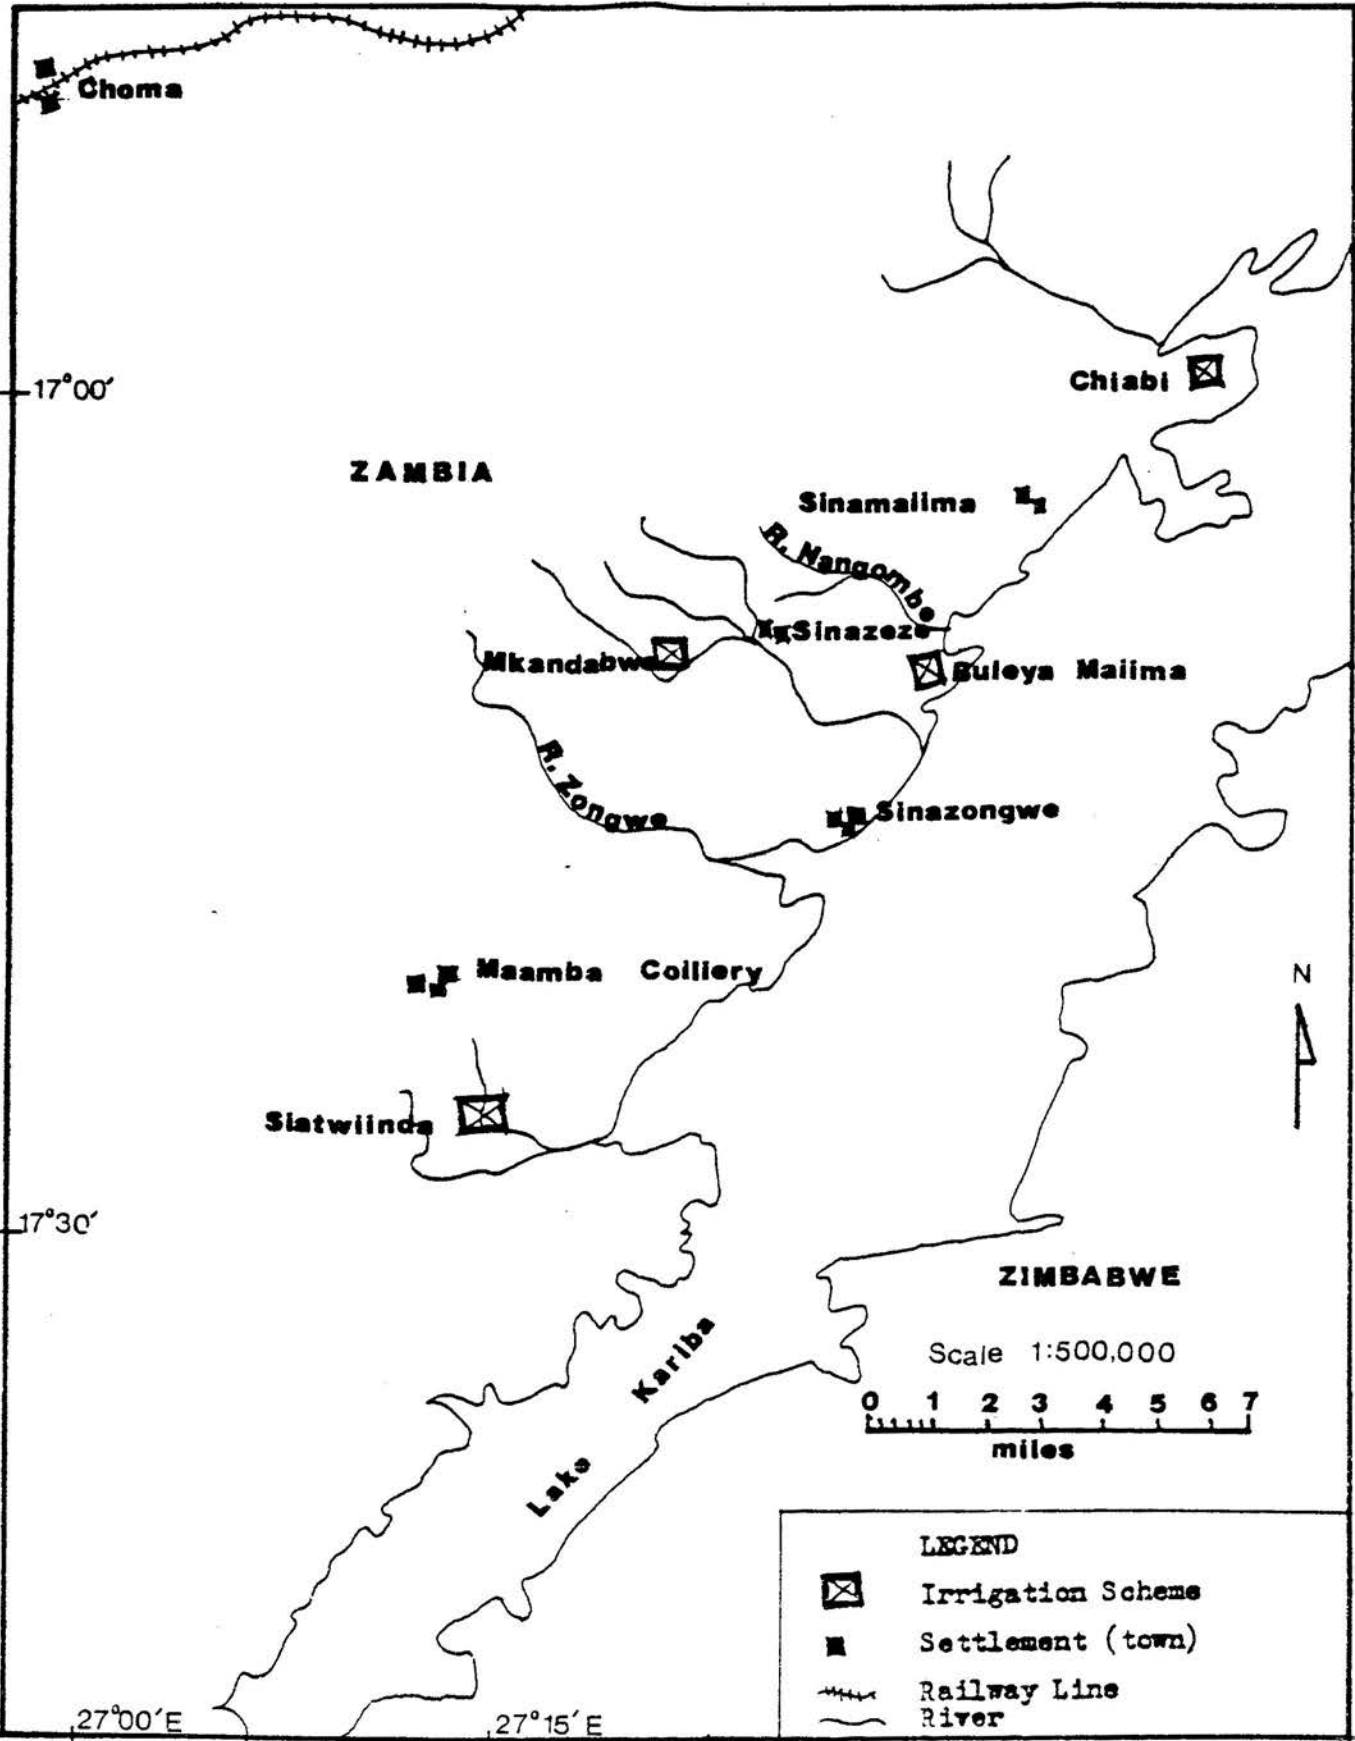 Choma
17°00′
Chiabi
ZAMBIA
Sinamalima
R. Nangombe
Sinazeze
Mkandabwe
Buleya Malima
R. Zongwe
Sinazongwe
Maamba Colliery
N
Siatwiinda
17°30′
ZIMBABWE
Lake Kariba
Scale 1:500,000
0 1 2 3 4 5 6 7
miles
LEGEND
Irrigation Scheme
Settlement (town)
Railway Line
River
27°00′E
27°15′E